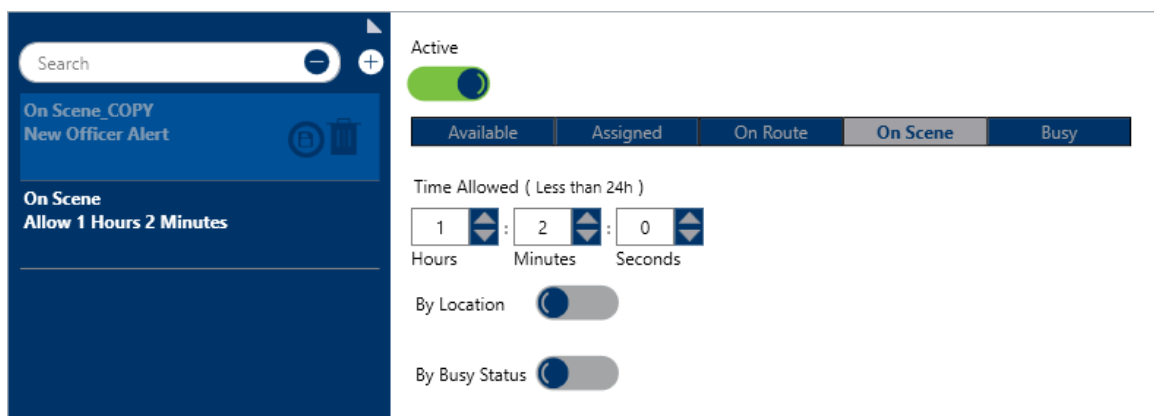 Search
On Scene_COPY
New Officer Alert
On Scene
Allow 1 Hours 2 Minutes
Active
Available Assigned On Route On Scene Busy
Time Allowed ( Less than 24h )
1 : 2 : 0
Hours Minutes Seconds
By Location
By Busy Status